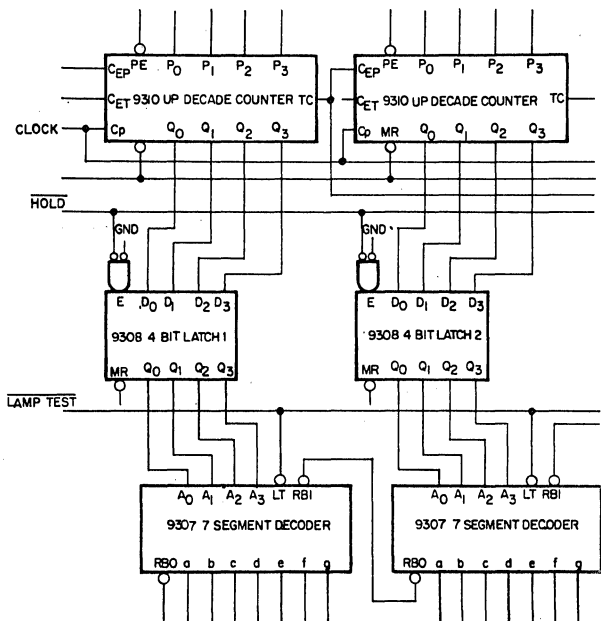 PE P0 P1 P2 P3 PE P0 P1 P2 P3
CEP CEP
CET 9310 UP DECADE COUNTER TC CET 9310 UP DECADE COUNTER TC
CLOCK Cp Q0 Q1 Q2 Q3 Cp MR Q0 Q1 Q2 Q3
HOLD
GND GND
E D0 D1 D2 D3 E D0 D1 D2 D3
9308 4 BIT LATCH 1 9308 4 BIT LATCH 2
MR Q0 Q1 Q2 Q3 MR Q0 Q1 Q2 Q3
LAMP TEST
A0 A1 A2 A3 LT RBI A0 A1 A2 A3 LT RBI
9307 7 SEGMENT DECODER 9307 7 SEGMENT DECODER
RBO a b c d e f g RBO a b c d e f g